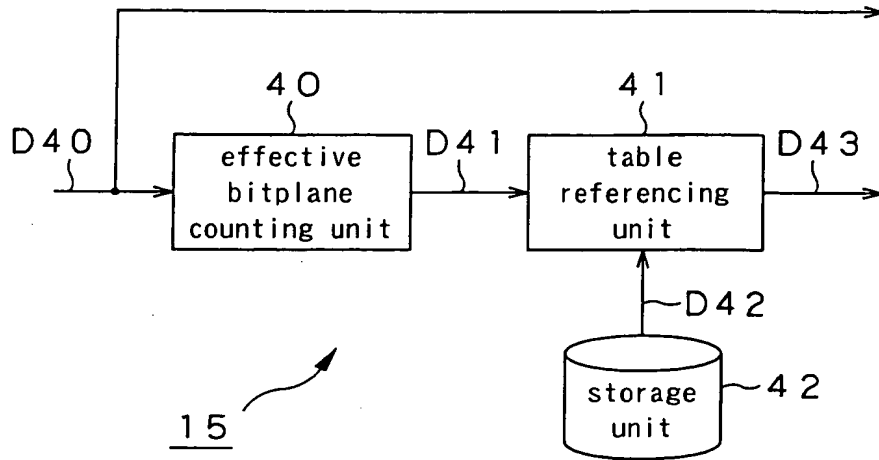 40
41
D40
effective
bitplane
counting unit
D41
table
referencing
unit
D43
D42
storage
unit
42
15